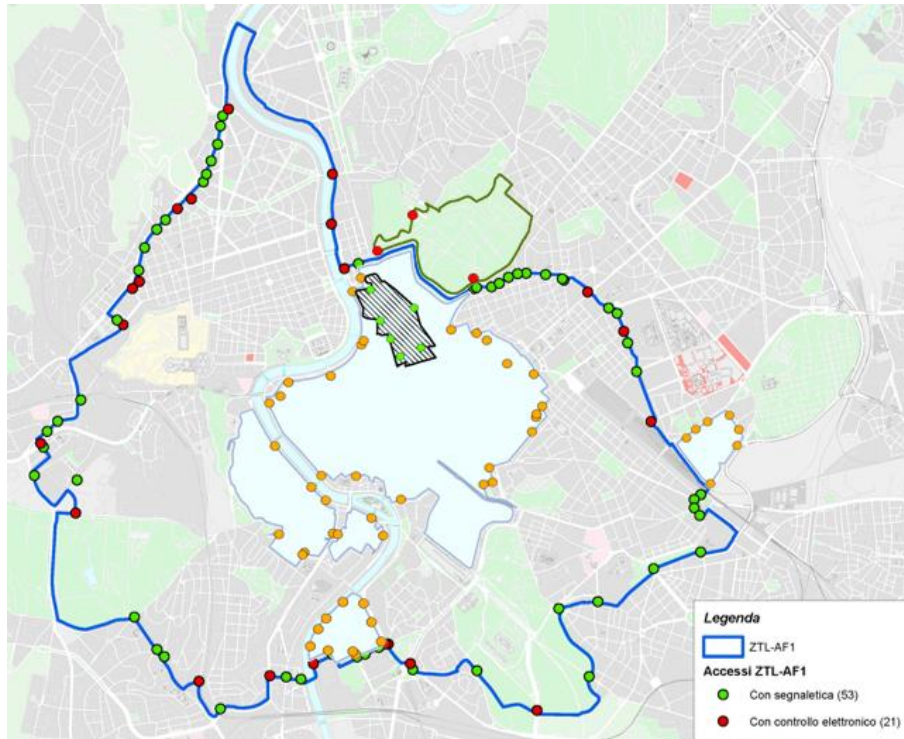 Legenda
ZTL-AF1
Accessi ZTL-AF1
Con segnaletica (53)
Con controllo elettronico (21)